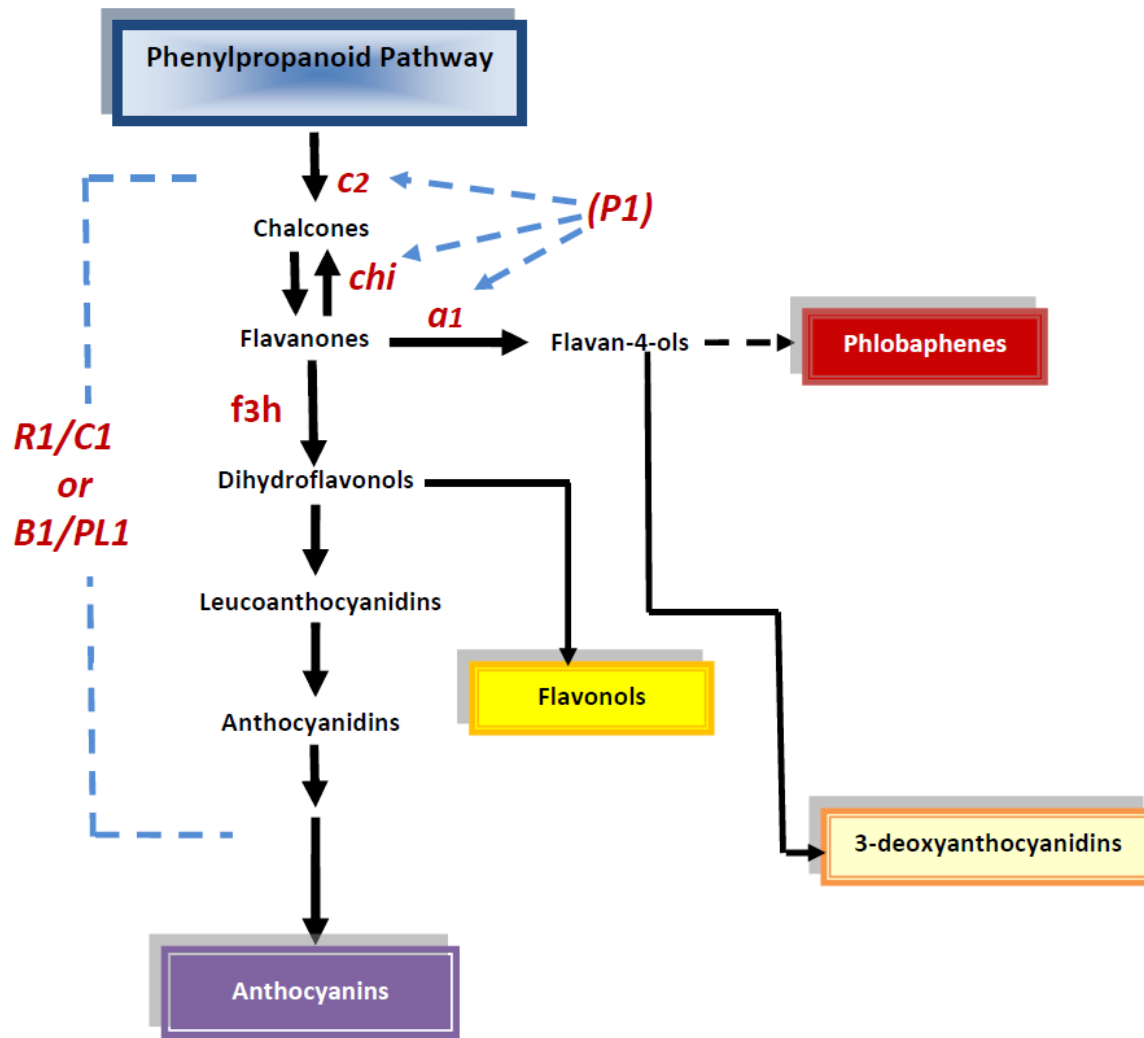 Phenylpropanoid Pathway
c2
(P1)
Chalcones
chi
a1
Flavanones
Flavan-4-ols
Phlobaphenes
f3h
R1/C1
or
B1/PL1
Dihydroflavonols
Leucoanthocyanidins
Flavonols
Anthocyanidins
3-deoxyanthocyanidins
Anthocyanins